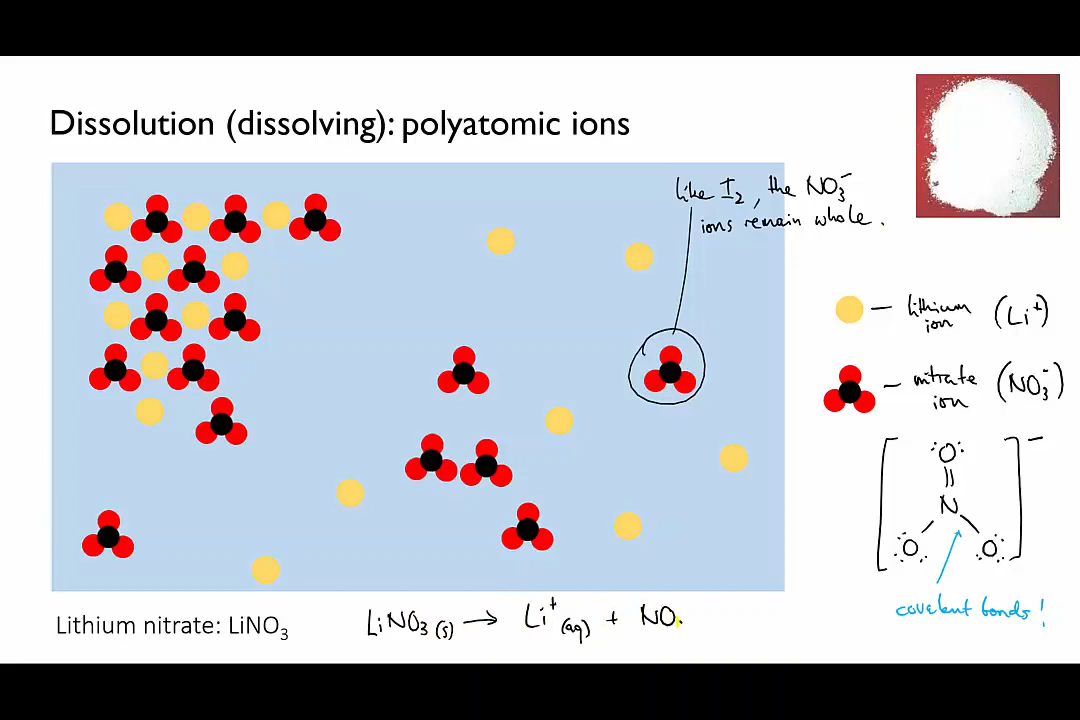 Dissolution (dissolving): polyatomic ions
like I₂, the NO₃⁻
ions remain whole.
— lithium ion (Li⁺)
— nitrate ion (NO₃⁻)
[:O: = N – O – O]⁻
covalent bonds!
Lithium nitrate: LiNO₃
LiNO₃(s) → Li⁺(aq) + NO